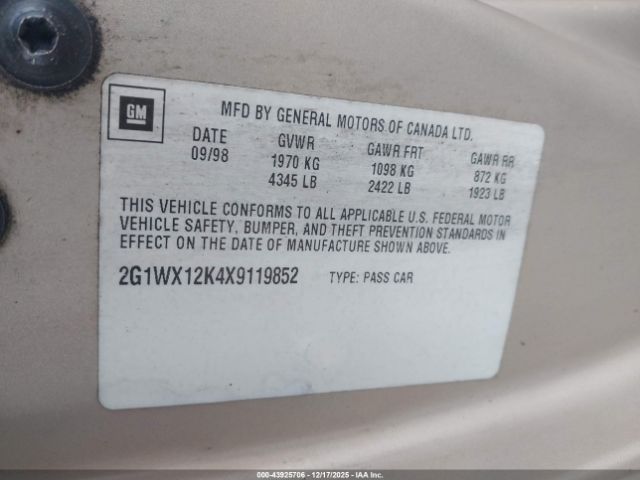 GM
MFD BY GENERAL MOTORS OF CANADA LTD.
DATE GVWR GAWR FRT GAWR RR
09/98 1970 KG 1098 KG 872 KG
4345 LB 2422 LB 1923 LB
THIS VEHICLE CONFORMS TO ALL APPLICABLE U.S. FEDERAL MOTOR
VEHICLE SAFETY, BUMPER, AND THEFT PREVENTION STANDARDS IN
EFFECT ON THE DATE OF MANUFACTURE SHOWN ABOVE.
2G1WX12K4X9119852 TYPE: PASS CAR
000-43925706 - 12/17/2025 - IAAI.COM